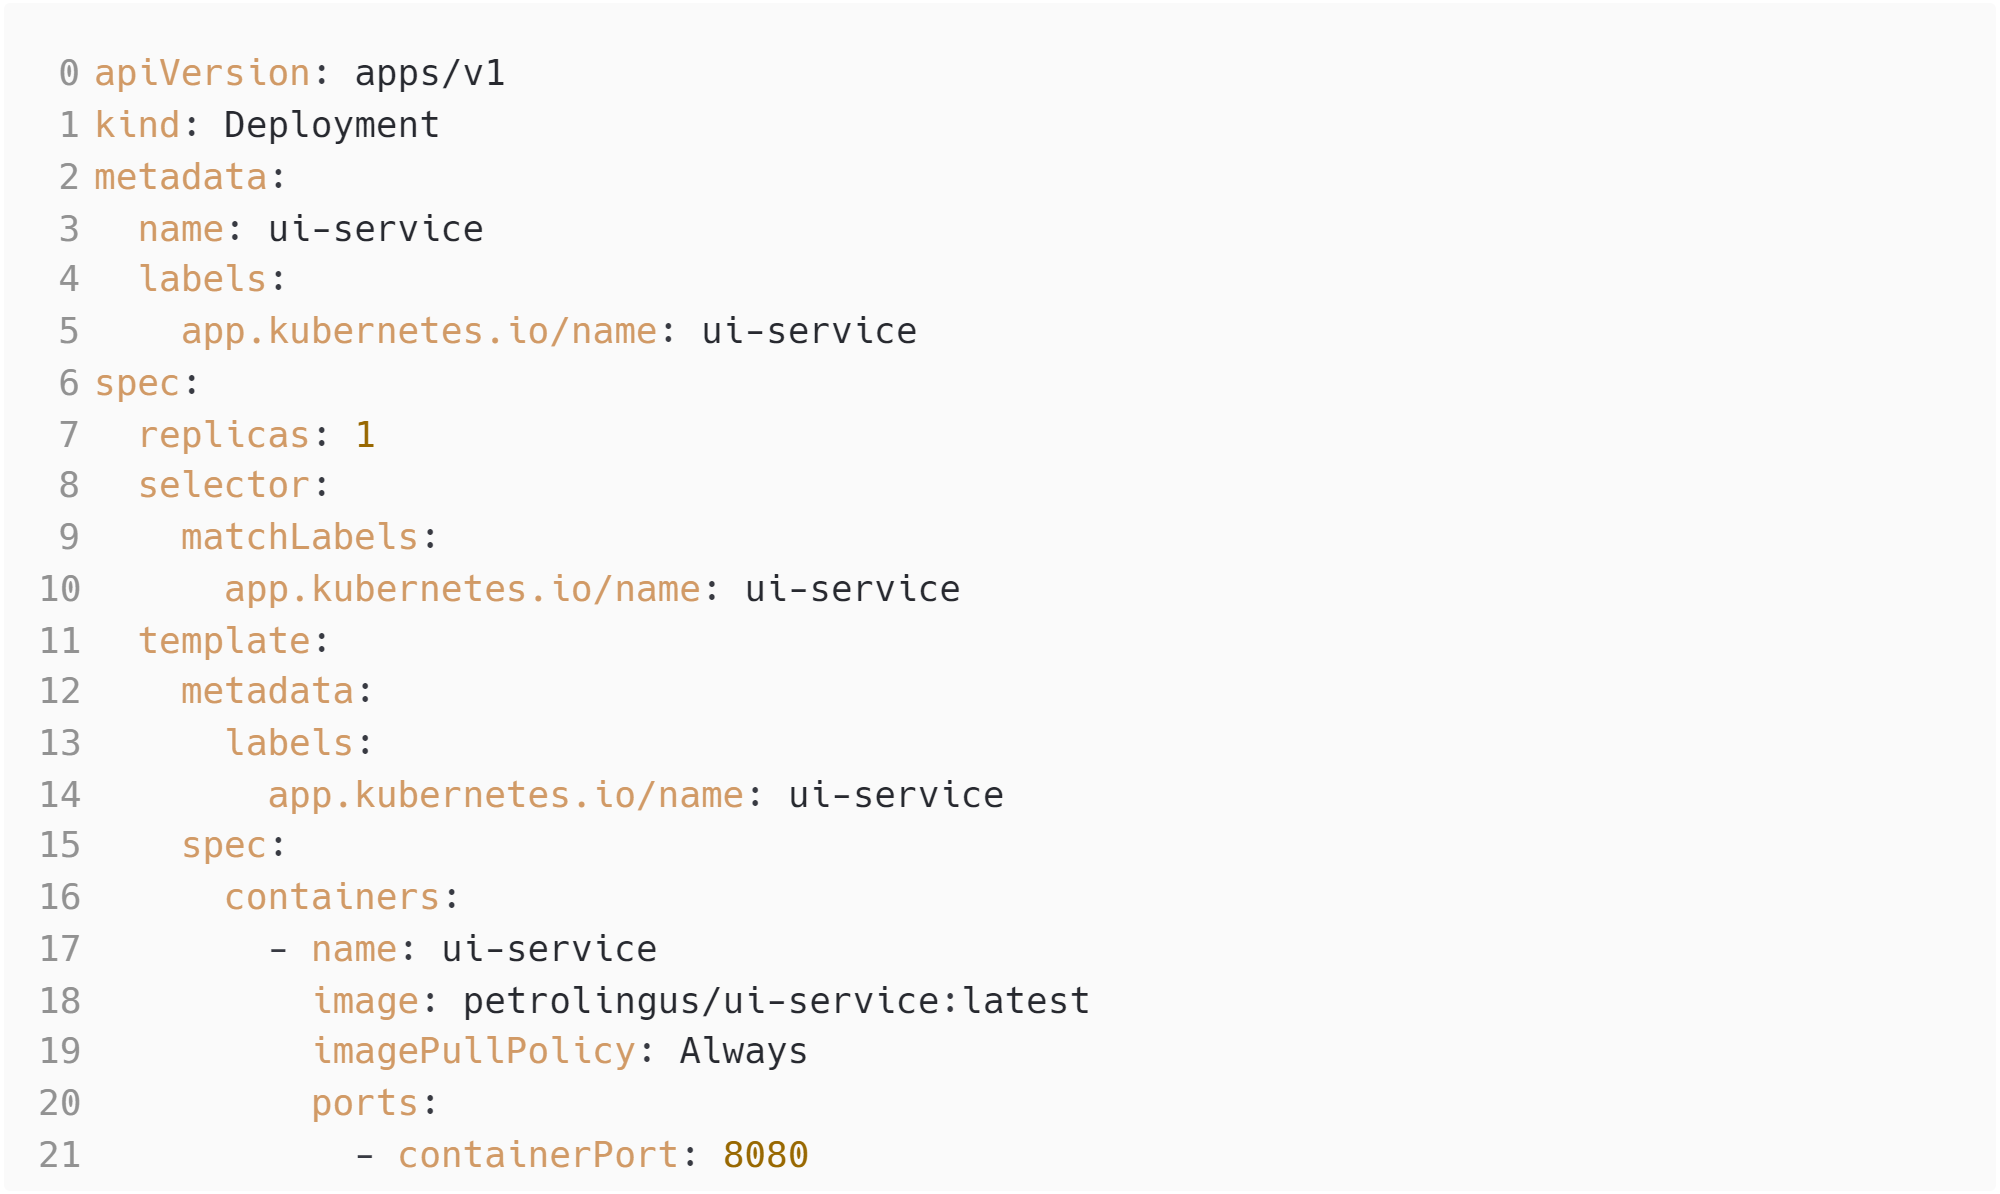 0 apiVersion: apps/v1
1 kind: Deployment
2 metadata:
3   name: ui-service
4   labels:
5     app.kubernetes.io/name: ui-service
6 spec:
7   replicas: 1
8   selector:
9     matchLabels:
10       app.kubernetes.io/name: ui-service
11   template:
12     metadata:
13       labels:
14         app.kubernetes.io/name: ui-service
15     spec:
16       containers:
17         - name: ui-service
18           image: petrolingus/ui-service:latest
19           imagePullPolicy: Always
20           ports:
21             - containerPort: 8080